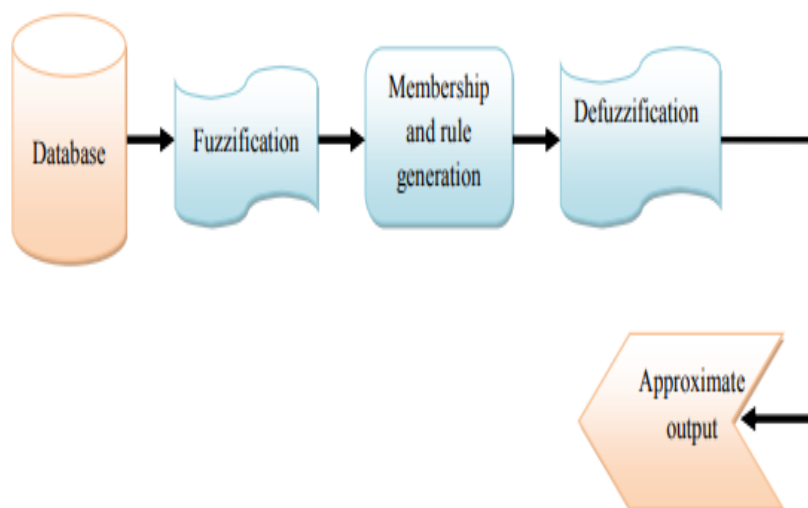 Database
Fuzzification
Membership
and rule
generation
Defuzzification
Approximate
output